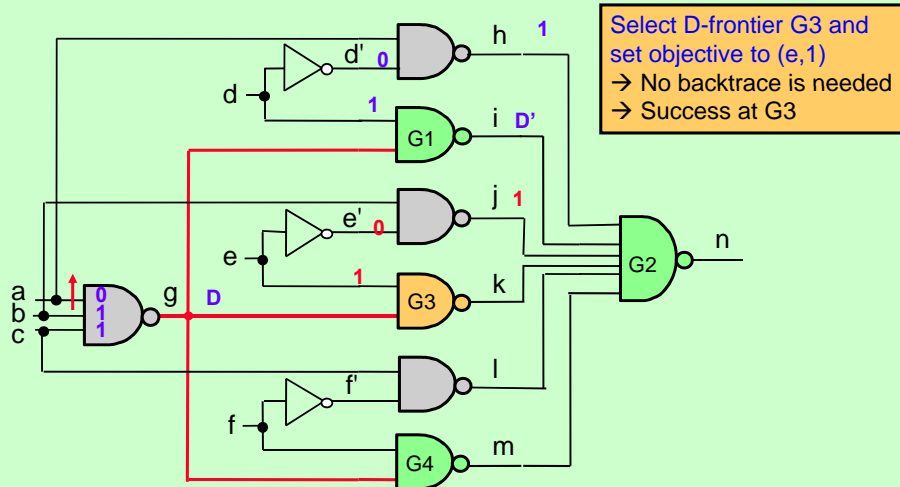 Select D-frontier G3 and
set objective to (e,1)
→ No backtrace is needed
→ Success at G3
h 1
d' 0
d
1
i D'
G1
j 1
e' 0
e
1
k
G3
n
G2
a
b
c
0
1
1
g D
l
f'
f
m
G4